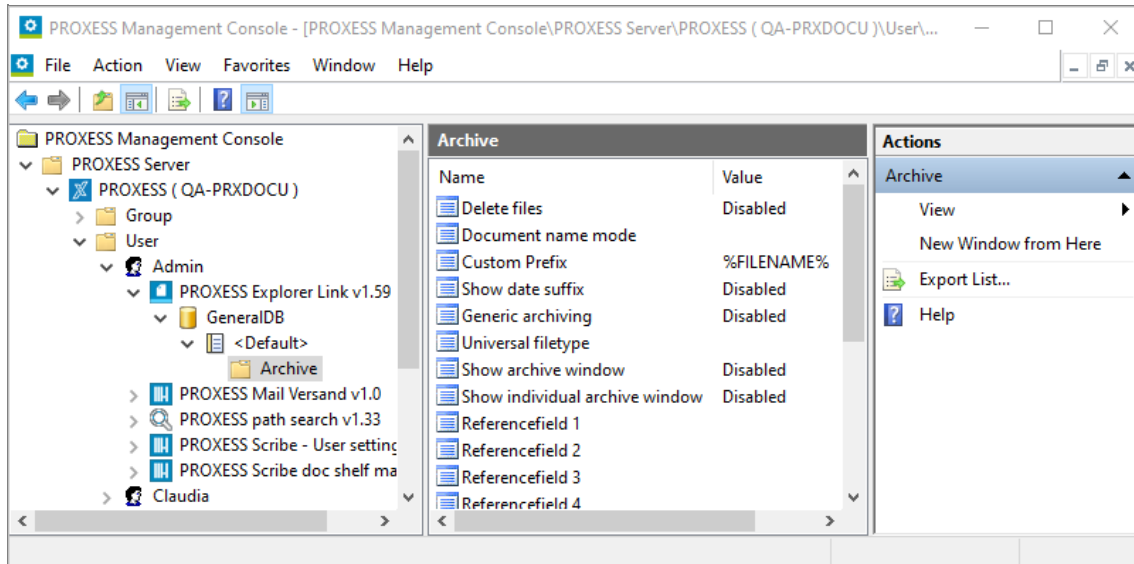 PROXESS Management Console - [PROXESS Management Console\PROXESS Server\PROXESS ( QA-PRXDOCU )\User\...
File Action View Favorites Window Help
PROXESS Management Console
PROXESS Server
PROXESS ( QA-PRXDOCU )
Group
User
Admin
PROXESS Explorer Link v1.59
GeneralDB
<Default>
Archive
PROXESS Mail Versand v1.0
PROXESS path search v1.33
PROXESS Scribe - User setting
PROXESS Scribe doc shelf ma
Claudia
Archive
Name Value
Delete files Disabled
Document name mode
Custom Prefix %FILENAME%
Show date suffix Disabled
Generic archiving Disabled
Universal filetype
Show archive window Disabled
Show individual archive window Disabled
Referencefield 1
Referencefield 2
Referencefield 3
Referencefield 4
Actions
Archive
View
New Window from Here
Export List...
Help